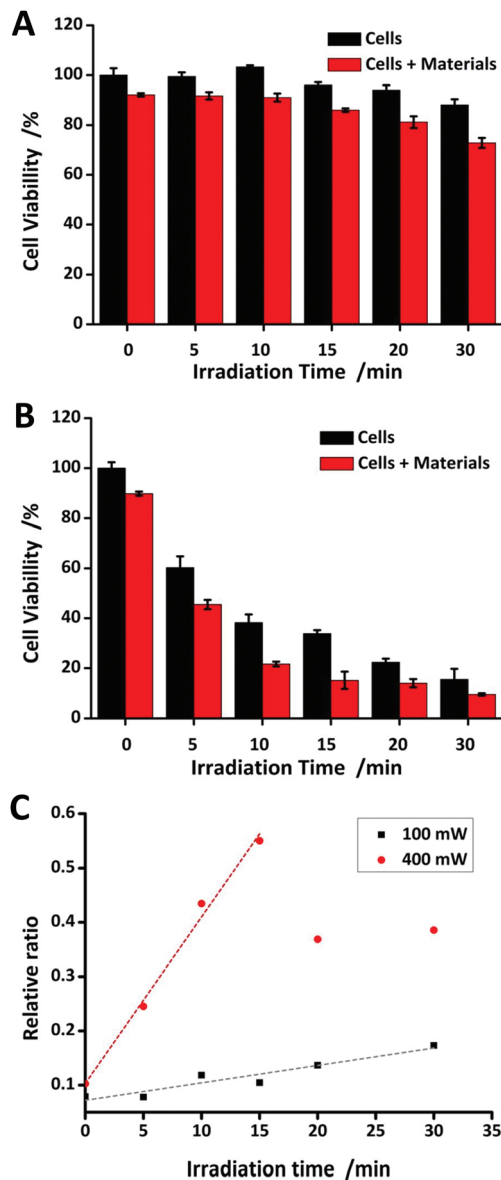 A
Cells
Cells + Materials
120
100
80
60
40
20
0
Cell Viabillity /%
0 5 10 15 20 30
Irradiation Time /min
B
Cells
Cells + Materials
120
100
80
60
40
20
0
Cell Viabillity /%
0 5 10 15 20 30
Irradiation Time /min
C
100 mW
400 mW
0.6
0.5
0.4
0.3
0.2
0.1
Relative ratio
0 5 10 15 20 25 30 35
Irradiation time /min